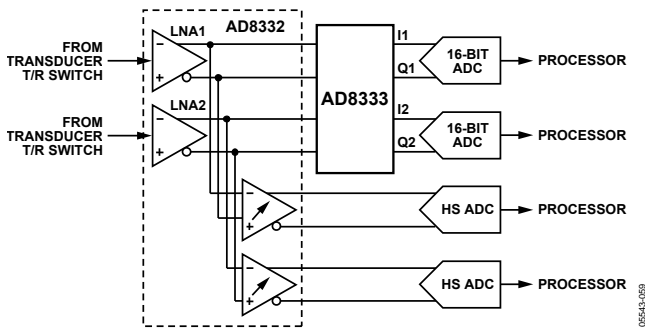 AD8332
LNA1
FROM
TRANSDUCER
T/R SWITCH
−
+
LNA2
FROM
TRANSDUCER
T/R SWITCH
−
+
AD8333
I1
Q1
16-BIT
ADC
PROCESSOR
I2
Q2
16-BIT
ADC
PROCESSOR
−
+
HS ADC
PROCESSOR
−
+
HS ADC
PROCESSOR
05543-059